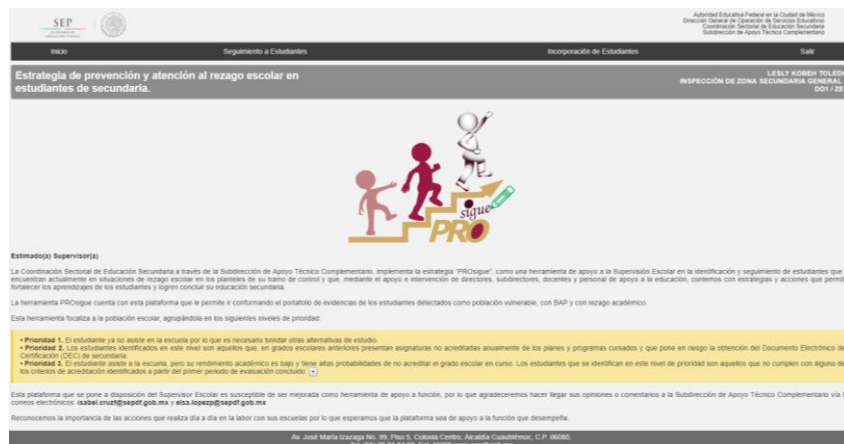 SEP
Autoridad Educativa Federal en la Ciudad de México
Dirección General de Operación de Servicios Educativos
Coordinación Sectorial de Educación Secundaria
Subdirección de Apoyo Técnico Complementario
Inicio Seguimiento a Estudiantes Incorporación de Estudiantes Salir
Estrategia de prevención y atención al rezago escolar en
estudiantes de secundaria.
LESLY KOBEH TOLED
INSPECCIÓN DE ZONA SECUNDARIA GENERAL
DO1 / ZE
sigue
PRO
Estimado(a) Supervisor(a)
La Coordinación Sectorial de Educación Secundaria a través de la Subdirección de Apoyo Técnico Complementario, implementa la estrategia "PROsigue", como una herramienta de apoyo a la Supervisión Escolar en la identificación y seguimiento de estudiantes que
encuentran actualmente en situaciones de rezago escolar en los planteles de su tramo de control y que, mediante el apoyo e intervención de directores, subdirectores, docentes y personal de apoyo a la educación, contemos con estrategias y acciones que permit
fortalecer los aprendizajes de los estudiantes y logren concluir su educación secundaria.
La herramienta PROsigue cuenta con esta plataforma que le permite ir conformando el portafolio de evidencias de los estudiantes detectados como población vulnerable, con BAP y con rezago académico.
Esta herramienta focaliza a la población escolar, agrupándola en los siguientes niveles de prioridad:
• Prioridad 1. El estudiante ya no asiste en la escuela por lo que es necesario brindar otras alternativas de estudio.
• Prioridad 2. Los estudiantes identificados en este nivel son aquellos que, en grados escolares anteriores presentan asignaturas no acreditadas anualmente de los planes y programas cursados y que pone en riesgo la obtención del Documento Electrónico de
Certificación (DEC) de secundaria.
• Prioridad 3. El estudiante asiste a la escuela, pero su rendimiento académico es bajo y tiene altas probabilidades de no acreditar el grado escolar en curso. Los estudiantes que se identifican en este nivel de prioridad son aquellos que no cumplen con alguno de
los criterios de acreditación identificados a partir del primer periodo de evaluación concluido:
Esta plataforma que se pone a disposición del Supervisor Escolar es susceptible de ser mejorada como herramienta de apoyo a función, por lo que agradeceremos hacer llegar sus opiniones o comentarios a la Subdirección de Apoyo Técnico Complementario vía l
correos electrónicos: isabel.cruzf@sepdf.gob.mx y elsa.lopezp@sepdf.gob.mx
Reconocemos la importancia de las acciones que realiza día a día en la labor con sus escuelas por lo que esperamos que la plataforma sea de apoyo a la función que desempeña.
Av. José María Izazaga No. 99, Piso 5, Colonia Centro, Alcaldía Cuauhtémoc, C.P. 06080,